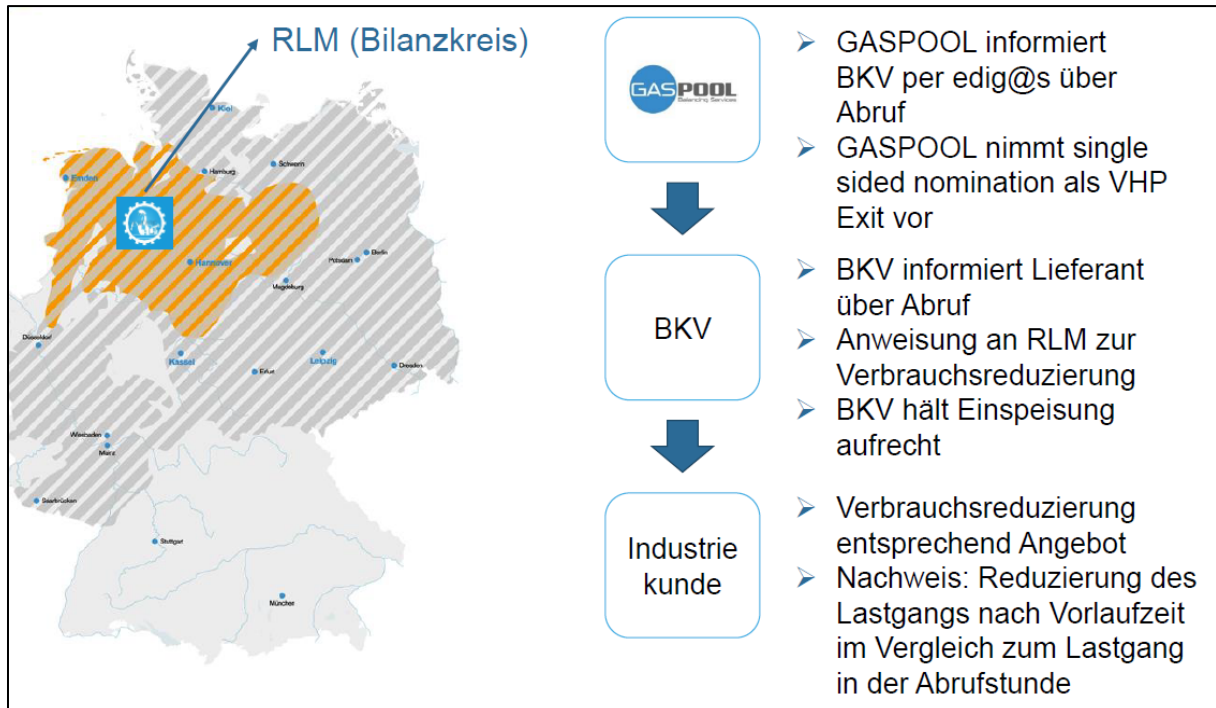 RLM (Bilanzkreis)
Kiel
Schwerin
Hamburg
Emden
Berlin
Potsdam
Hannover
Magdeburg
Düsseldorf
Kassel
Leipzig
Erfurt
Dresden
Wiesbaden
Mainz
Saarbrücken
Stuttgart
München
GASPOOL
Balancing Services
➢ GASPOOL informiert
BKV per edig@s über
Abruf
➢ GASPOOL nimmt single
sided nomination als VHP
Exit vor
BKV
➢ BKV informiert Lieferant
über Abruf
➢ Anweisung an RLM zur
Verbrauchsreduzierung
➢ BKV hält Einspeisung
aufrecht
Industrie
kunde
➢ Verbrauchsreduzierung
entsprechend Angebot
➢ Nachweis: Reduzierung des
Lastgangs nach Vorlaufzeit
im Vergleich zum Lastgang
in der Abrufstunde